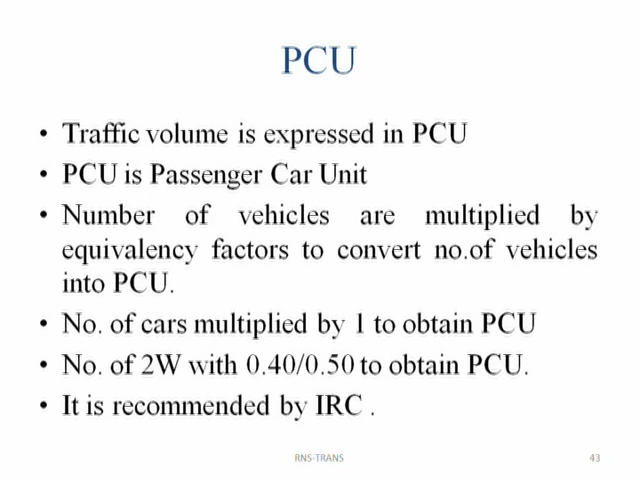 PCU
• Traffic volume is expressed in PCU
• PCU is Passenger Car Unit
• Number of vehicles are multiplied by
equivalency factors to convert no.of vehicles
into PCU.
• No. of cars multiplied by 1 to obtain PCU
• No. of 2W with 0.40/0.50 to obtain PCU.
• It is recommended by IRC .
RNS-TRANS
43